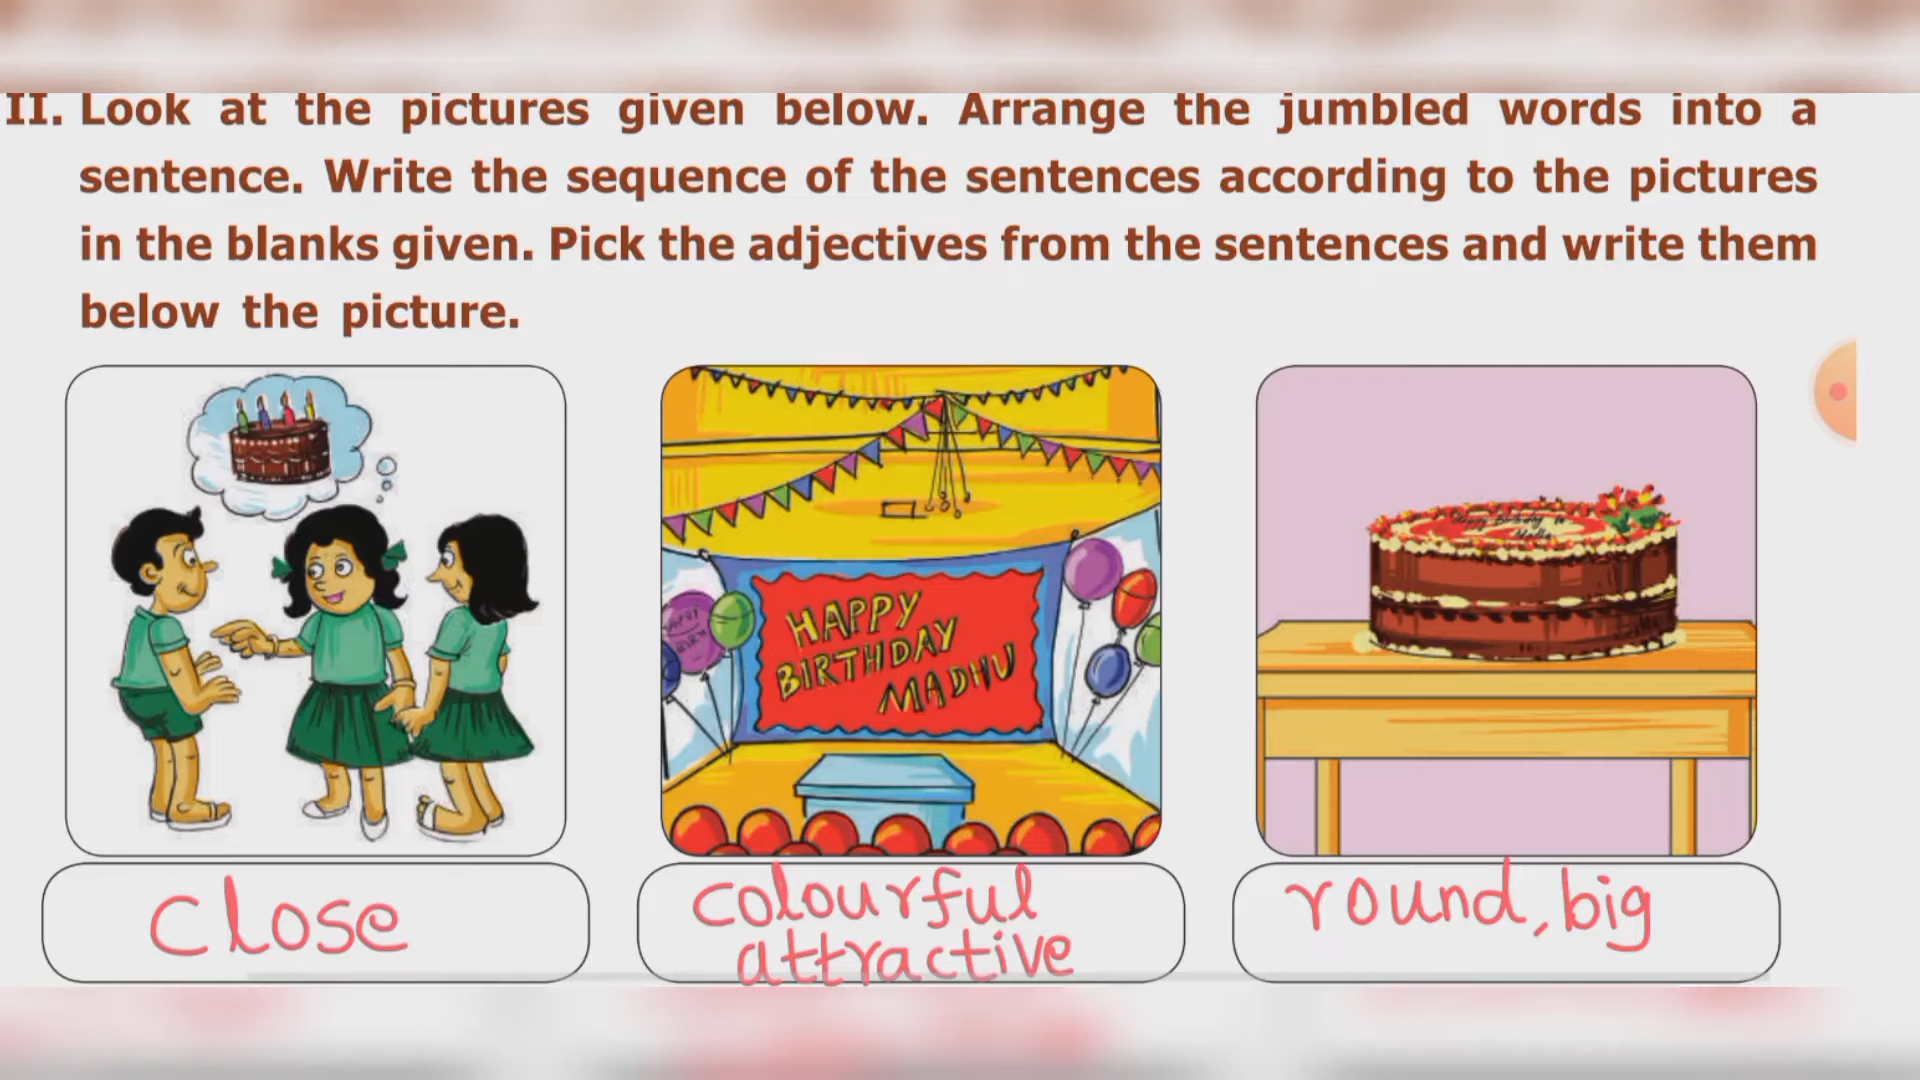 II. Look at the pictures given below. Arrange the jumbled words into a
sentence. Write the sequence of the sentences according to the pictures
in the blanks given. Pick the adjectives from the sentences and write them
below the picture.
HAPPY
BIRTHDAY
MADHU
Happy Birthday
close
colourful
attractive
round, big